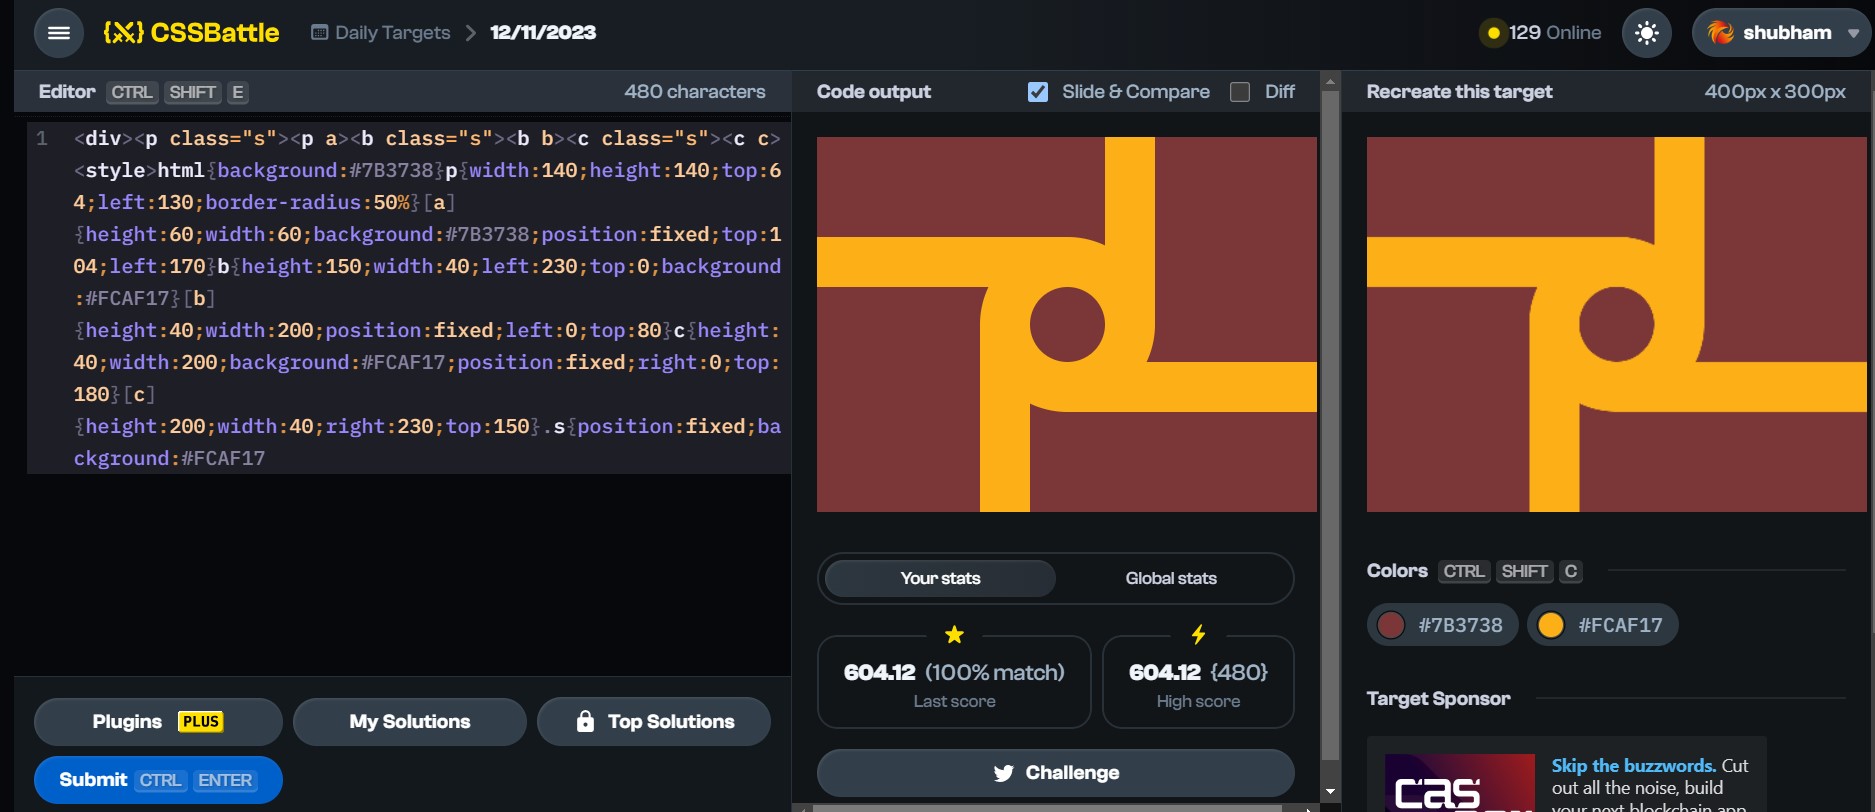 CSSBattle
Daily Targets
12/11/2023
129 Online
shubham
Editor CTRL SHIFT E
480 characters
1
<div><p class="s"><p a><b class="s"><b b><c class="s"><c c>
<style>html{background:#7B3738}p{width:140;height:140;top:6
4;left:130;border-radius:50%}[a]
{height:60;width:60;background:#7B3738;position:fixed;top:1
04;left:170}b{height:150;width:40;left:230;top:0;background
:#FCAF17}[b]
{height:40;width:200;position:fixed;left:0;top:80}c{height:
40;width:200;background:#FCAF17;position:fixed;right:0;top:
180}[c]
{height:200;width:40;right:230;top:150}.s{position:fixed;ba
ckground:#FCAF17
Plugins PLUS
My Solutions
Top Solutions
Submit CTRL ENTER
Code output
Slide & Compare
Diff
Your stats
Global stats
604.12 (100% match)
Last score
604.12 {480}
High score
Challenge
Recreate this target
400px x 300px
Colors CTRL SHIFT C
#7B3738
#FCAF17
Target Sponsor
cas
Skip the buzzwords. Cut
out all the noise, build
your next blockchain app